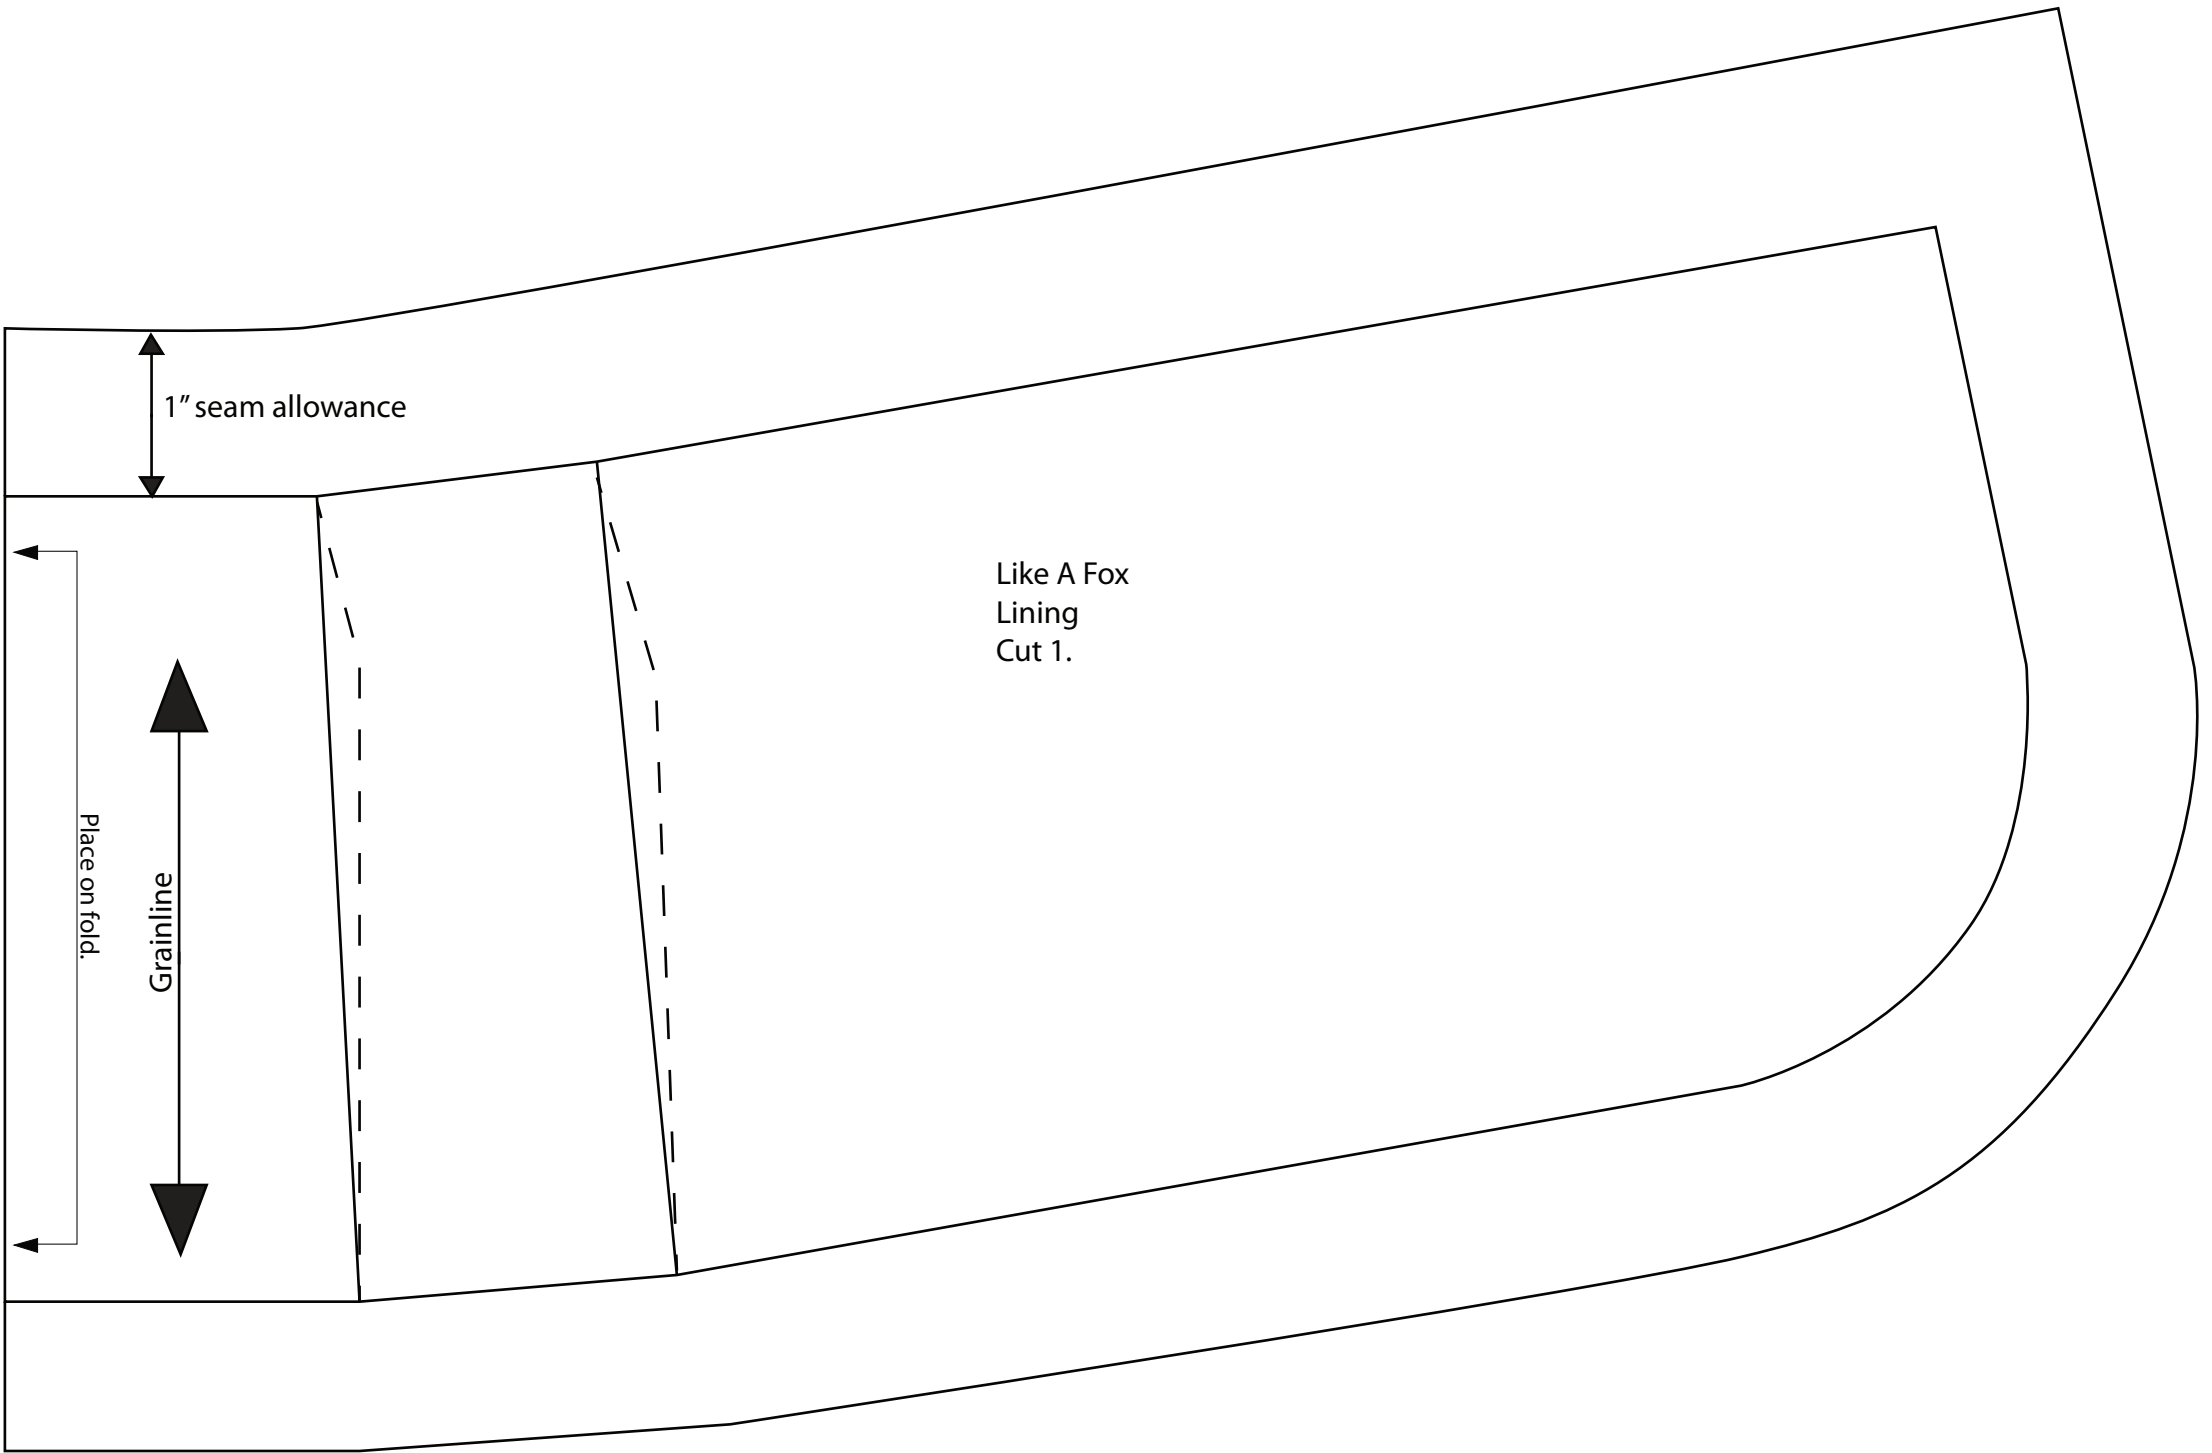 1" seam allowance
Like A Fox
Lining
Cut 1.
Place on fold.
Grainline